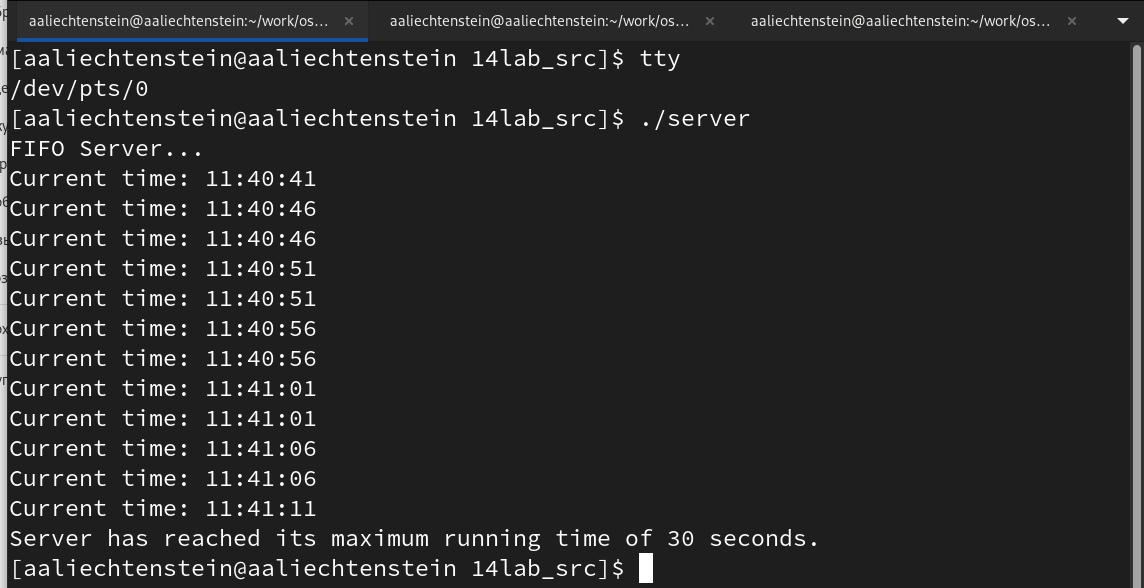 aaliechtenstein@aaliechtenstein:~/work/os... × aaliechtenstein@aaliechtenstein:~/work/os... × aaliechtenstein@aaliechtenstein:~/work/os... ×
[aaliechtenstein@aaliechtenstein 14lab_src]$ tty
/dev/pts/0
[aaliechtenstein@aaliechtenstein 14lab_src]$ ./server
FIFO Server...
Current time: 11:40:41
Current time: 11:40:46
Current time: 11:40:46
Current time: 11:40:51
Current time: 11:40:51
Current time: 11:40:56
Current time: 11:40:56
Current time: 11:41:01
Current time: 11:41:01
Current time: 11:41:06
Current time: 11:41:06
Current time: 11:41:11
Server has reached its maximum running time of 30 seconds.
[aaliechtenstein@aaliechtenstein 14lab_src]$